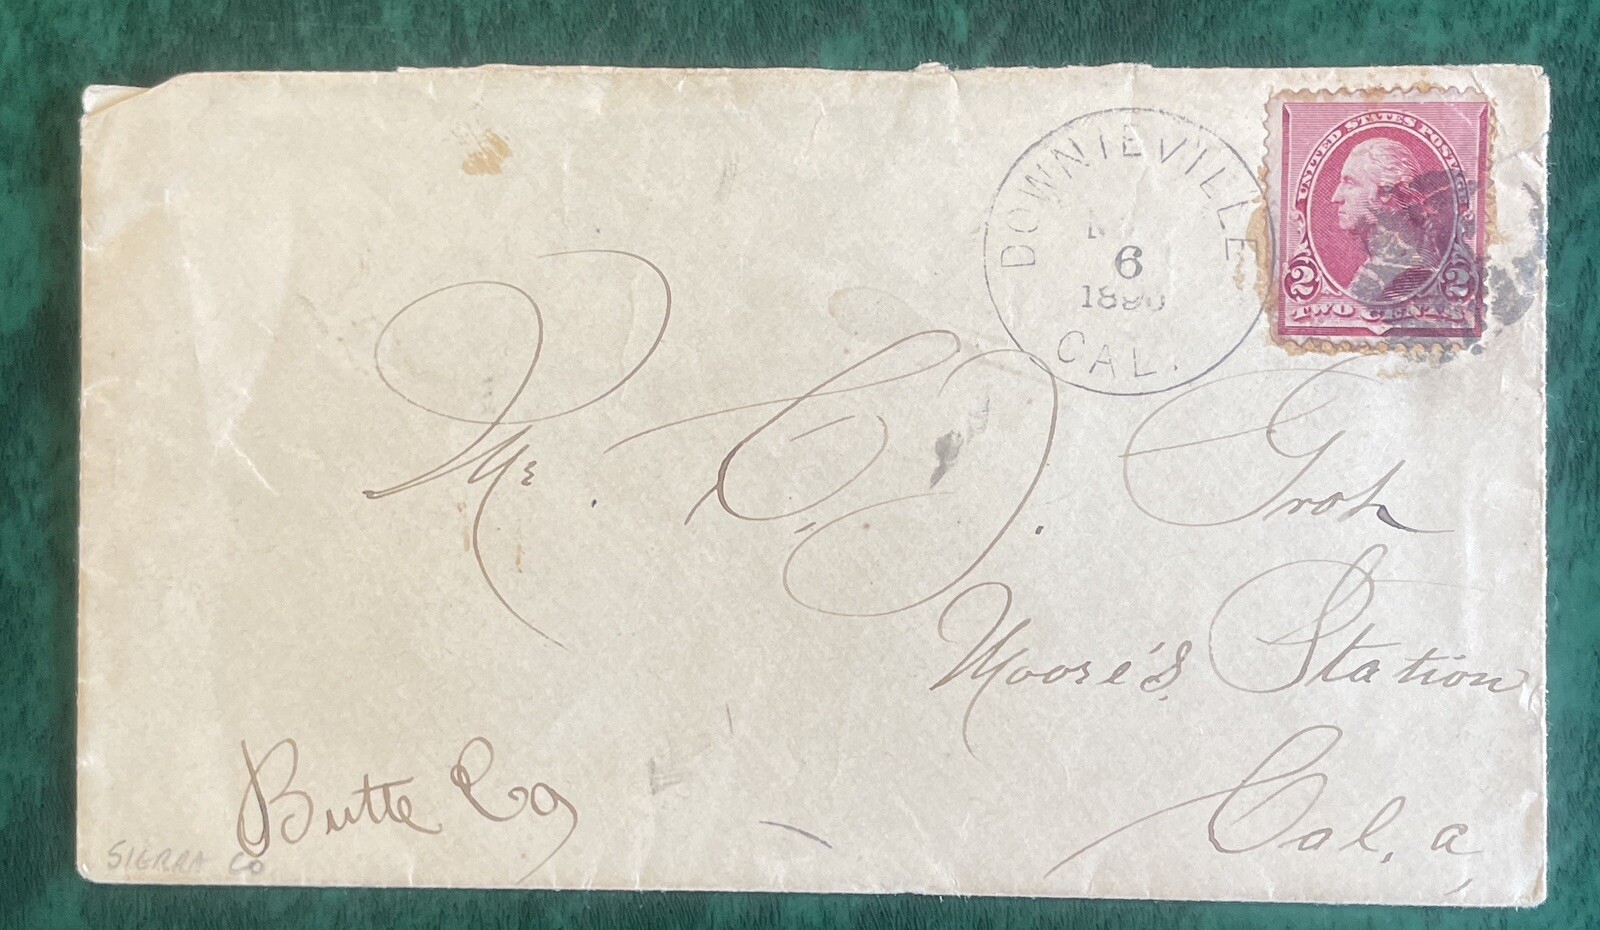 DOWNIEVILLE
6
1890
CAL.
UNITED STATES POSTAGE
2 2
TWO CENTS
Mr. C. J. Groh
Moore's Station
Cal, a
Butte Co
SIERRA CO